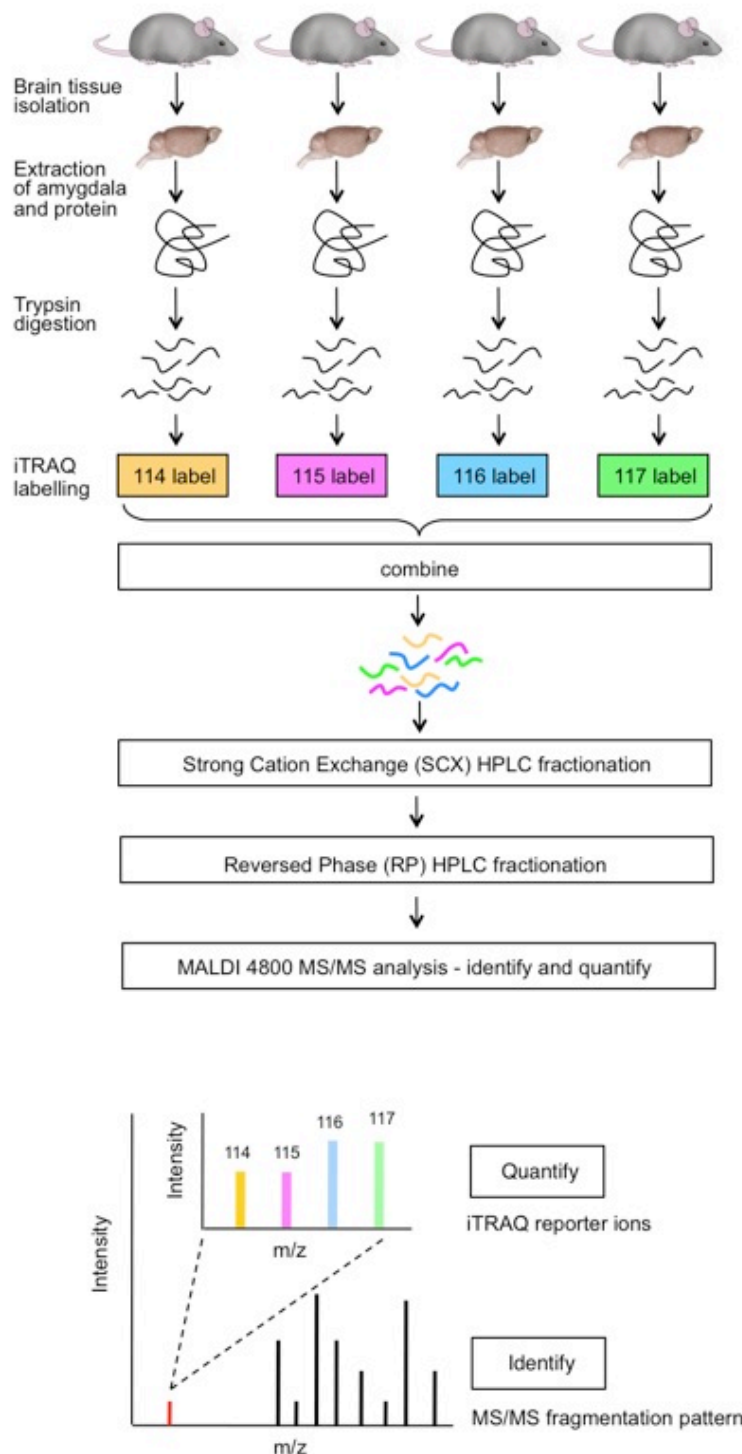 Brain tissue
isolation
Extraction
of amygdala
and protein
Trypsin
digestion
iTRAQ
labelling
114 label
115 label
116 label
117 label
combine
Strong Cation Exchange (SCX) HPLC fractionation
Reversed Phase (RP) HPLC fractionation
MALDI 4800 MS/MS analysis - identify and quantify
Intensity
Intensity
114
115
116
117
m/z
Quantify
iTRAQ reporter ions
Identify
MS/MS fragmentation pattern
m/z